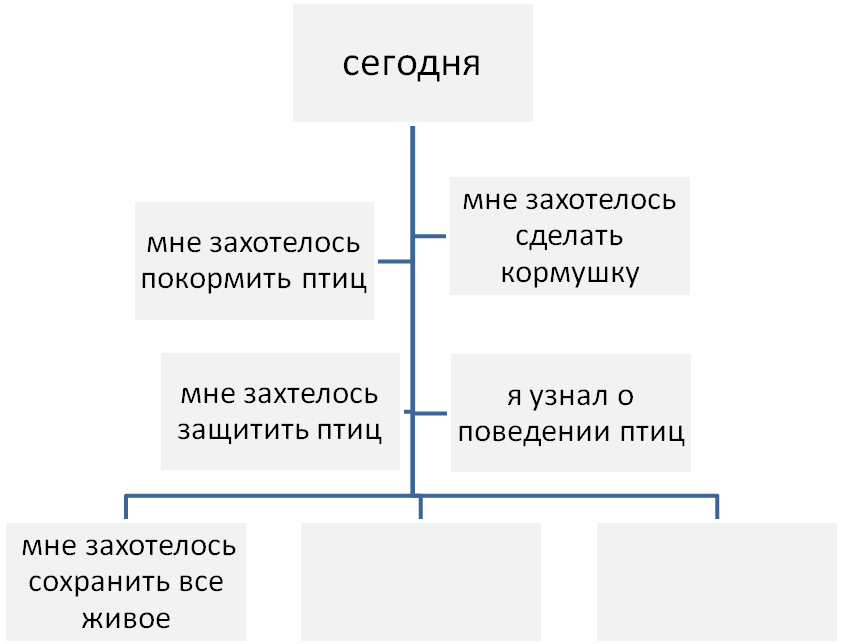 сегодня
мне захотелось
покормить птиц
мне захотелось
сделать
кормушку
мне захтелось
защитить птиц
я узнал о
поведении птиц
мне захотелось
сохранить все
живое